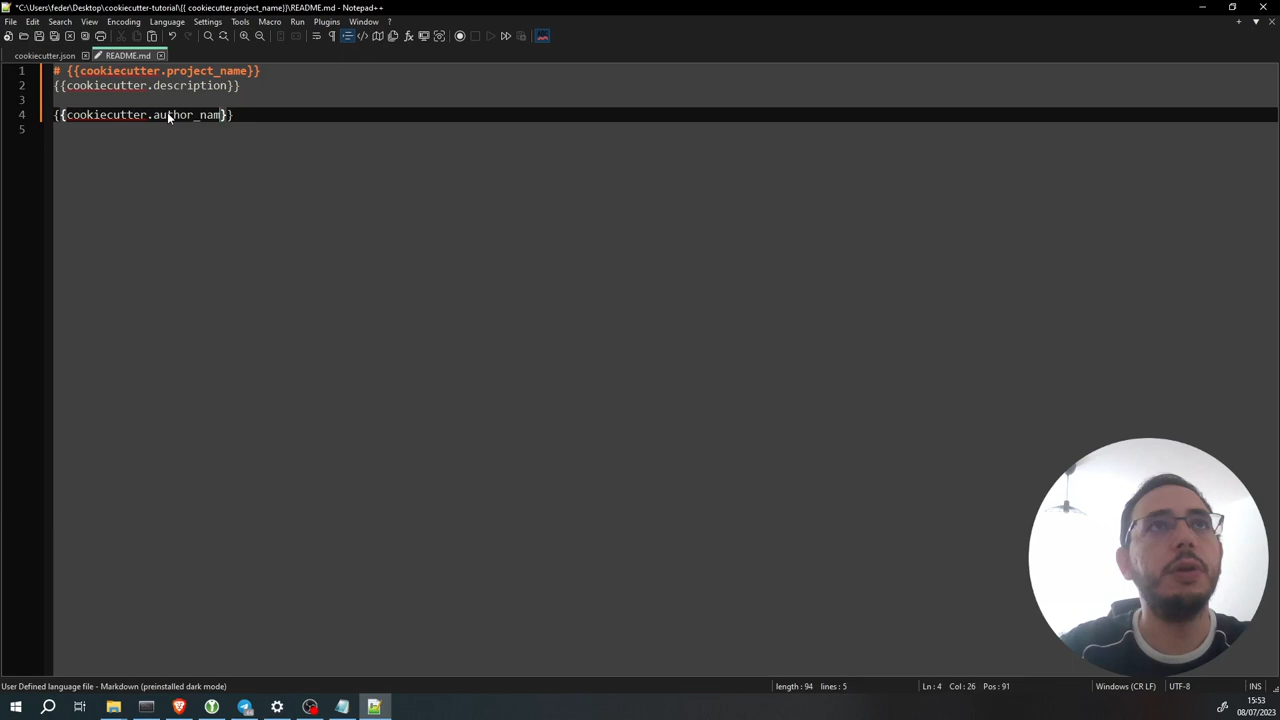 *C:\Users\feder\Desktop\cookiecutter-tutorial\{{ cookiecutter.project_name}}\README.md - Notepad++
File Edit Search View Encoding Language Settings Tools Macro Run Plugins Window ?
cookiecutter.json README.md
1 # {{cookiecutter.project_name}}
2 {{cookiecutter.description}}
3
4 {{cookiecutter.author_nam}}
5
User Defined language file - Markdown (preinstalled dark mode) length : 94 lines : 5 Ln : 4 Col : 26 Pos : 91 Windows (CR LF) UTF-8 INS
15:53
08/07/2023